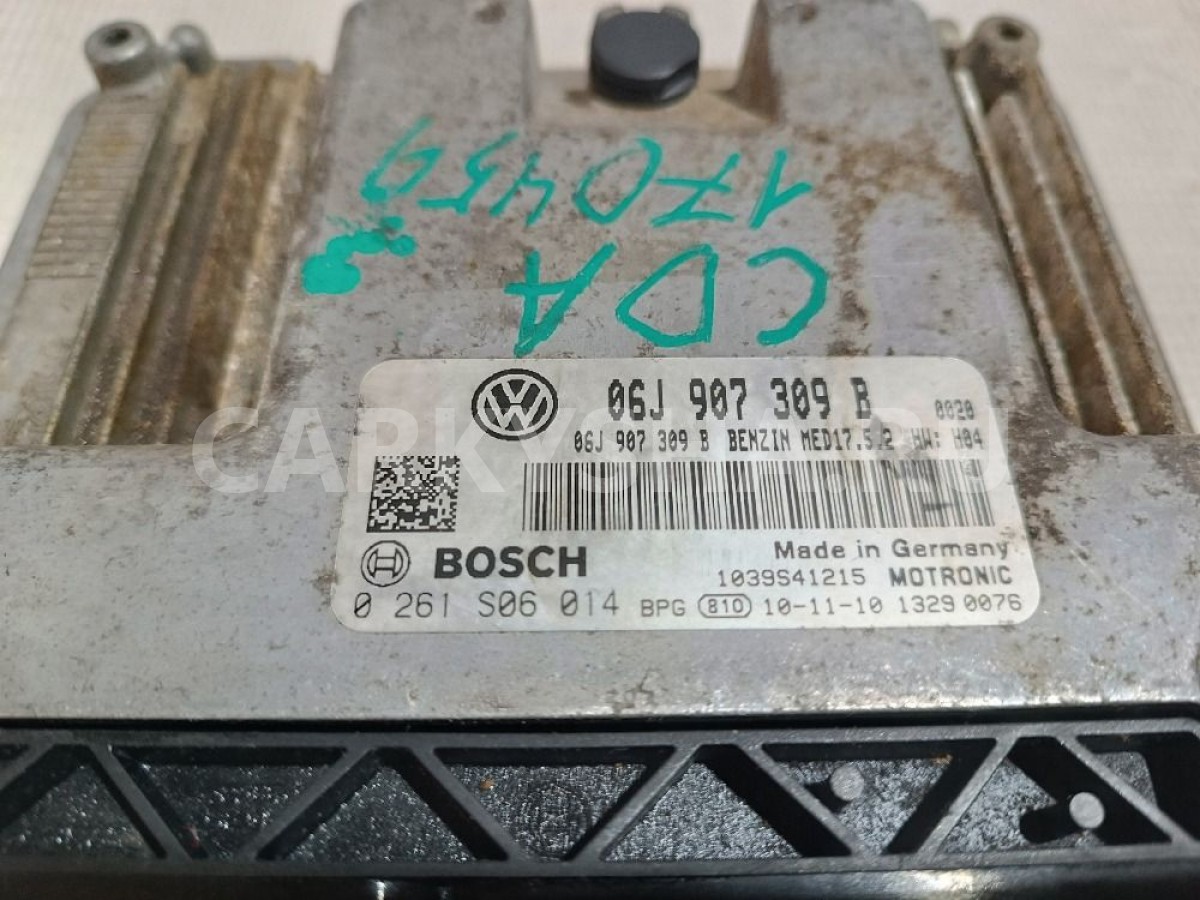 170459
CDA
06J 907 309 B 0020
06J 907 309 B BENZIN MED17.5.2 HW: H04
BOSCH
Made in Germany
1039S41215 MOTRONIC
0 261 S06 014 BPG 810 10-11-10 1329 0076